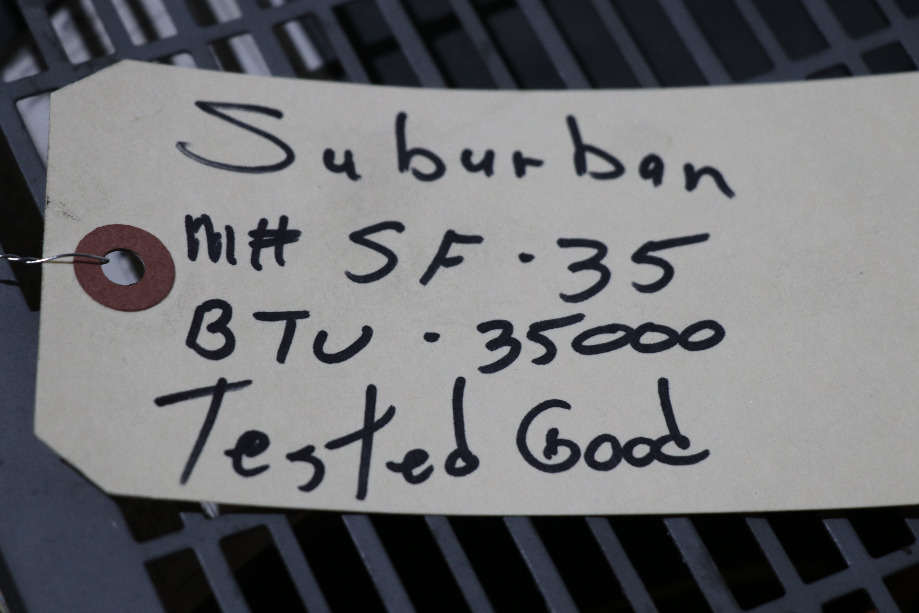 Suburban
M# SF·35
BTU·35000
Tested Good